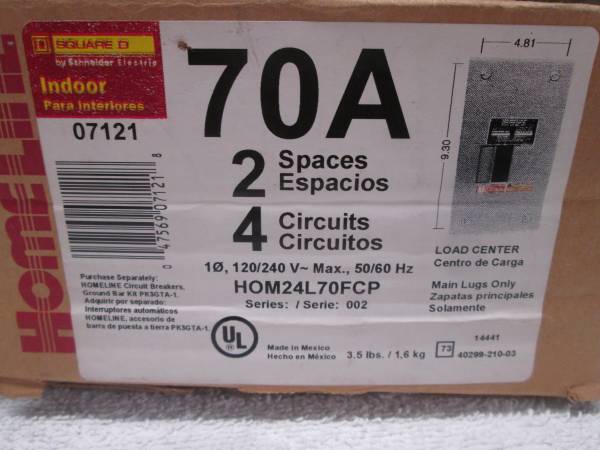 HOMELINE
SQUARE D
by Schneider Electric
Indoor
Para Interiores
07121
0 47569 07121 8
70A
2 Spaces
Espacios
4 Circuits
Circuitos
1Ø, 120/240 V~ Max., 50/60 Hz
HOM24L70FCP
Series: / Serie: 002
Purchase Separately:
HOMELINE Circuit Breakers,
Ground Bar Kit PK3GTA-1.
Adquirir por separado:
Interruptores automáticos
HOMELINE, accesorio de
barra de puesta a tierra PK3GTA-1.
UL
Made in Mexico
Hecho en México
3.5 lbs. / 1,6 kg
4.81
9.30
LOAD CENTER
Centro de Carga
Main Lugs Only
Zapatas principales
Solamente
14441
73 40299-210-03